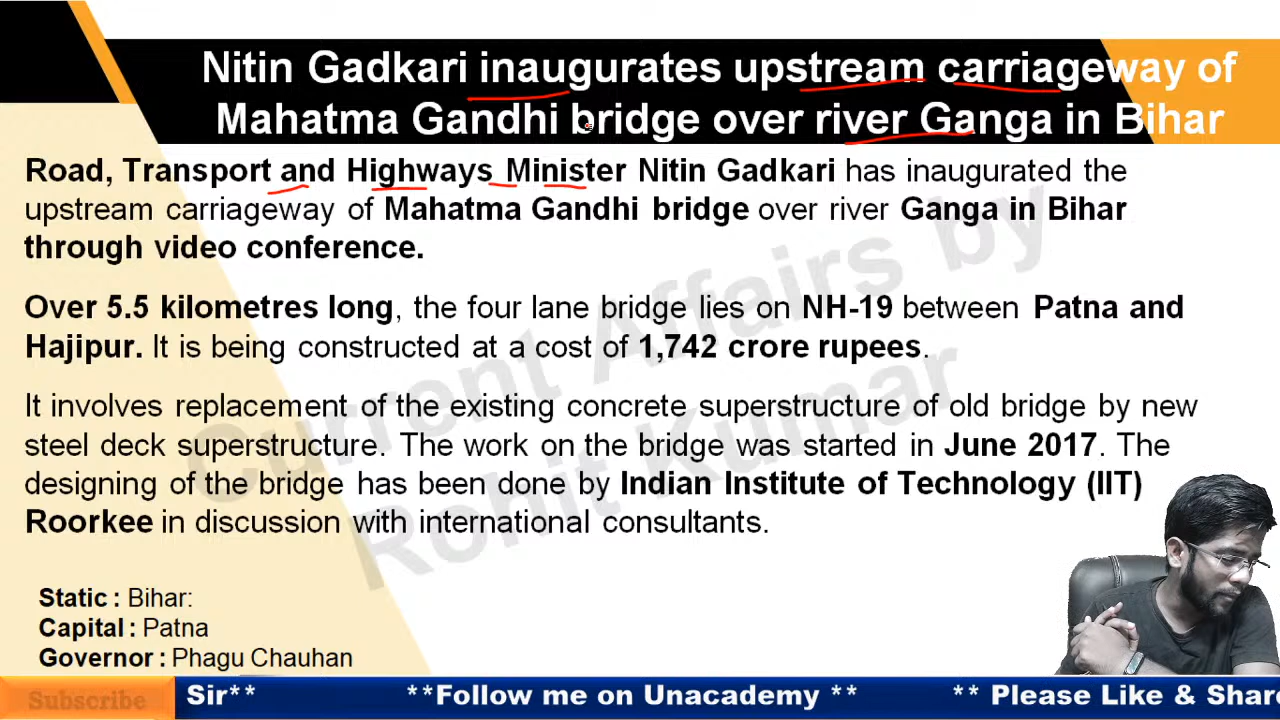 Nitin Gadkari inaugurates upstream carriageway of
Mahatma Gandhi bridge over river Ganga in Bihar
Road, Transport and Highways Minister Nitin Gadkari has inaugurated the
upstream carriageway of Mahatma Gandhi bridge over river Ganga in Bihar
through video conference.
Over 5.5 kilometres long, the four lane bridge lies on NH-19 between Patna and
Hajipur. It is being constructed at a cost of 1,742 crore rupees.
It involves replacement of the existing concrete superstructure of old bridge by new
steel deck superstructure. The work on the bridge was started in June 2017. The
designing of the bridge has been done by Indian Institute of Technology (IIT)
Roorkee in discussion with international consultants.
Current Affairs by
Rohit Kumar
Static : Bihar:
Capital : Patna
Governor : Phagu Chauhan
Subscribe
Sir** **Follow me on Unacademy ** ** Please Like & Share